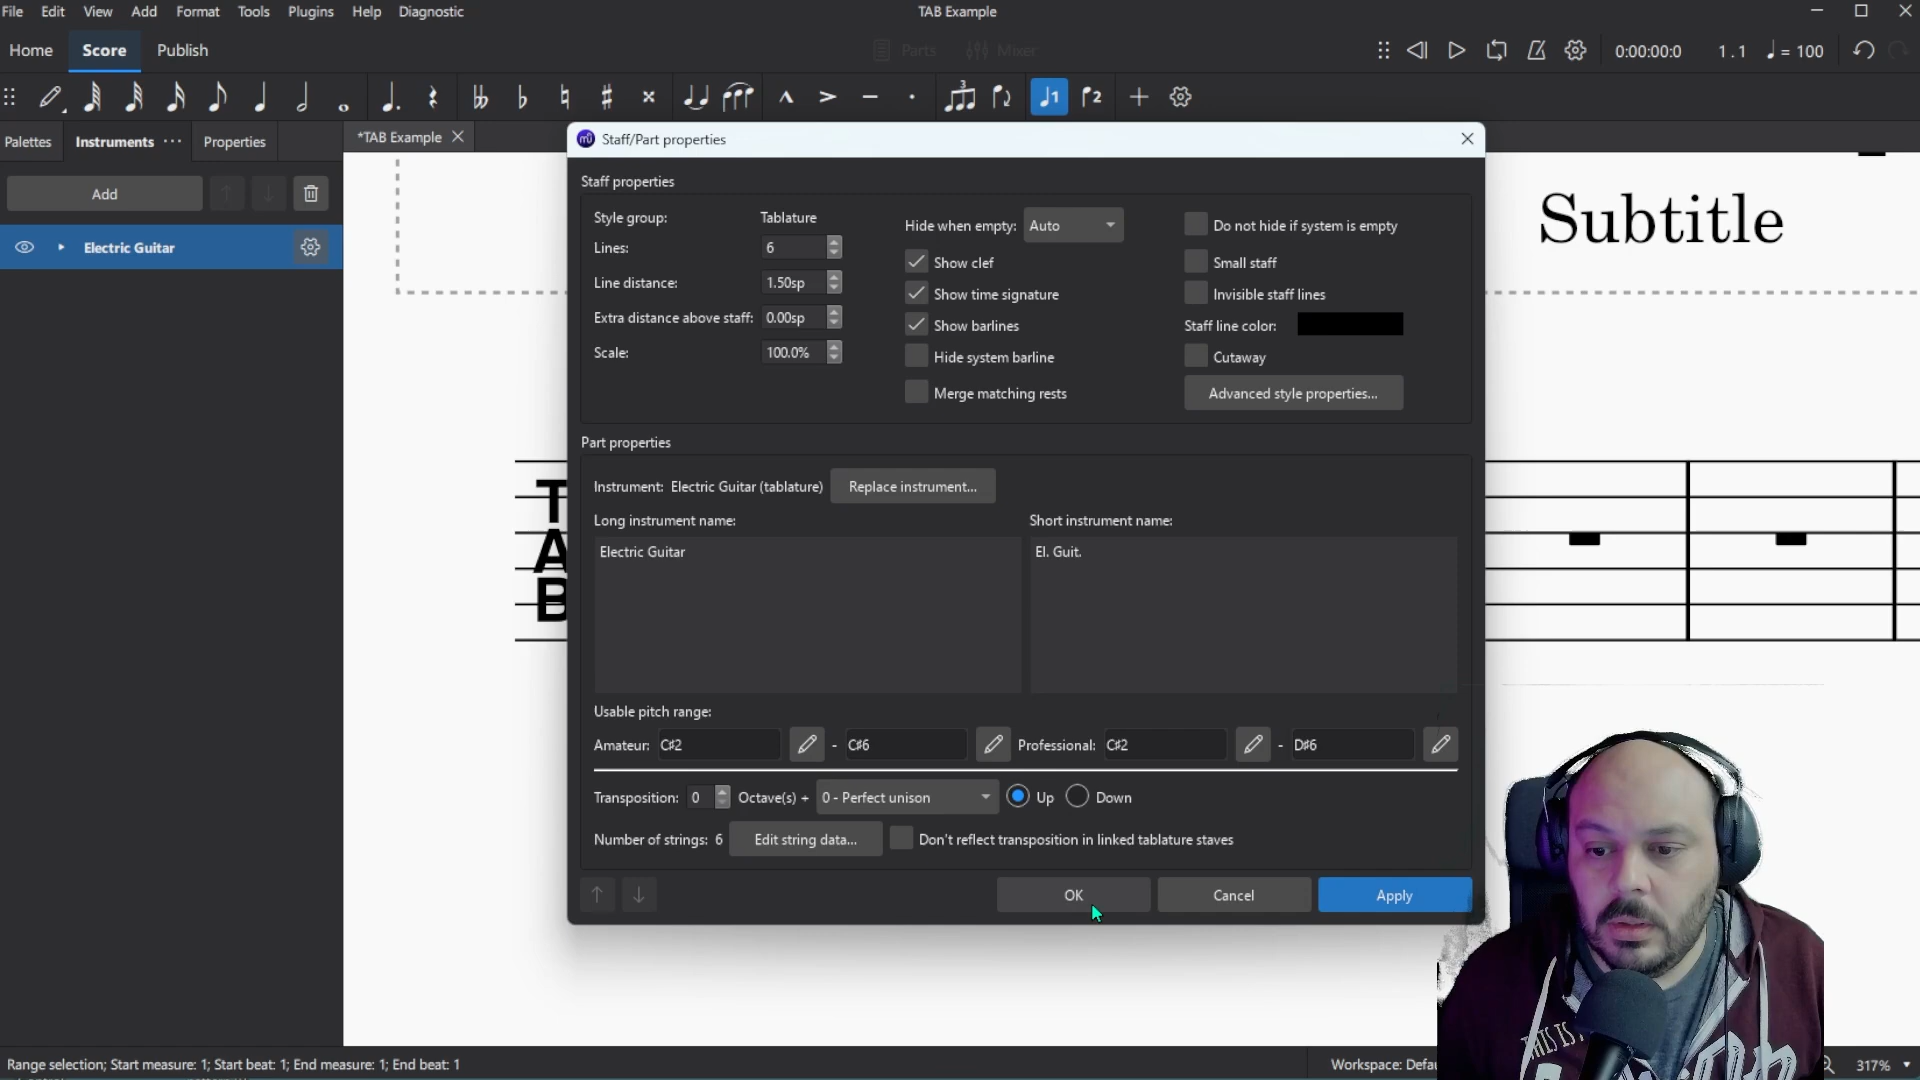 File Edit View Add Format Tools Plugins Help Diagnostic
TAB Example
Home Score Publish
Parts Mixer
0:00:00:0 1 . 1 = 100
Palettes Instruments Properties
*TAB Example
Add
Electric Guitar
Staff/Part properties
Staff properties
Style group: Tablature
Lines: 6
Line distance: 1.50sp
Extra distance above staff: 0.00sp
Scale: 100.0%
Hide when empty: Auto
Show clef
Show time signature
Show barlines
Hide system barline
Merge matching rests
Do not hide if system is empty
Small staff
Invisible staff lines
Staff line color:
Cutaway
Advanced style properties...
Part properties
Instrument: Electric Guitar (tablature) Replace instrument...
Long instrument name:
Electric Guitar
Short instrument name:
El. Guit.
Usable pitch range:
Amateur: C♯2 - C♯6 Professional: C♯2 - D♯6
Transposition: 0 Octave(s) + 0 - Perfect unison Up Down
Number of strings: 6 Edit string data... Don't reflect transposition in linked tablature staves
OK Cancel Apply
Subtitle
T
A
B
THIS IS
Range selection; Start measure: 1; Start beat: 1; End measure: 1; End beat: 1
Workspace: Defau
317%